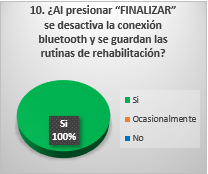 10. ¿Al presionar “FINALIZAR”
se desactiva la conexión
bluetooth y se guardan las
rutinas de rehabilitación?
Si
100%
Si
Ocasionalmente
No